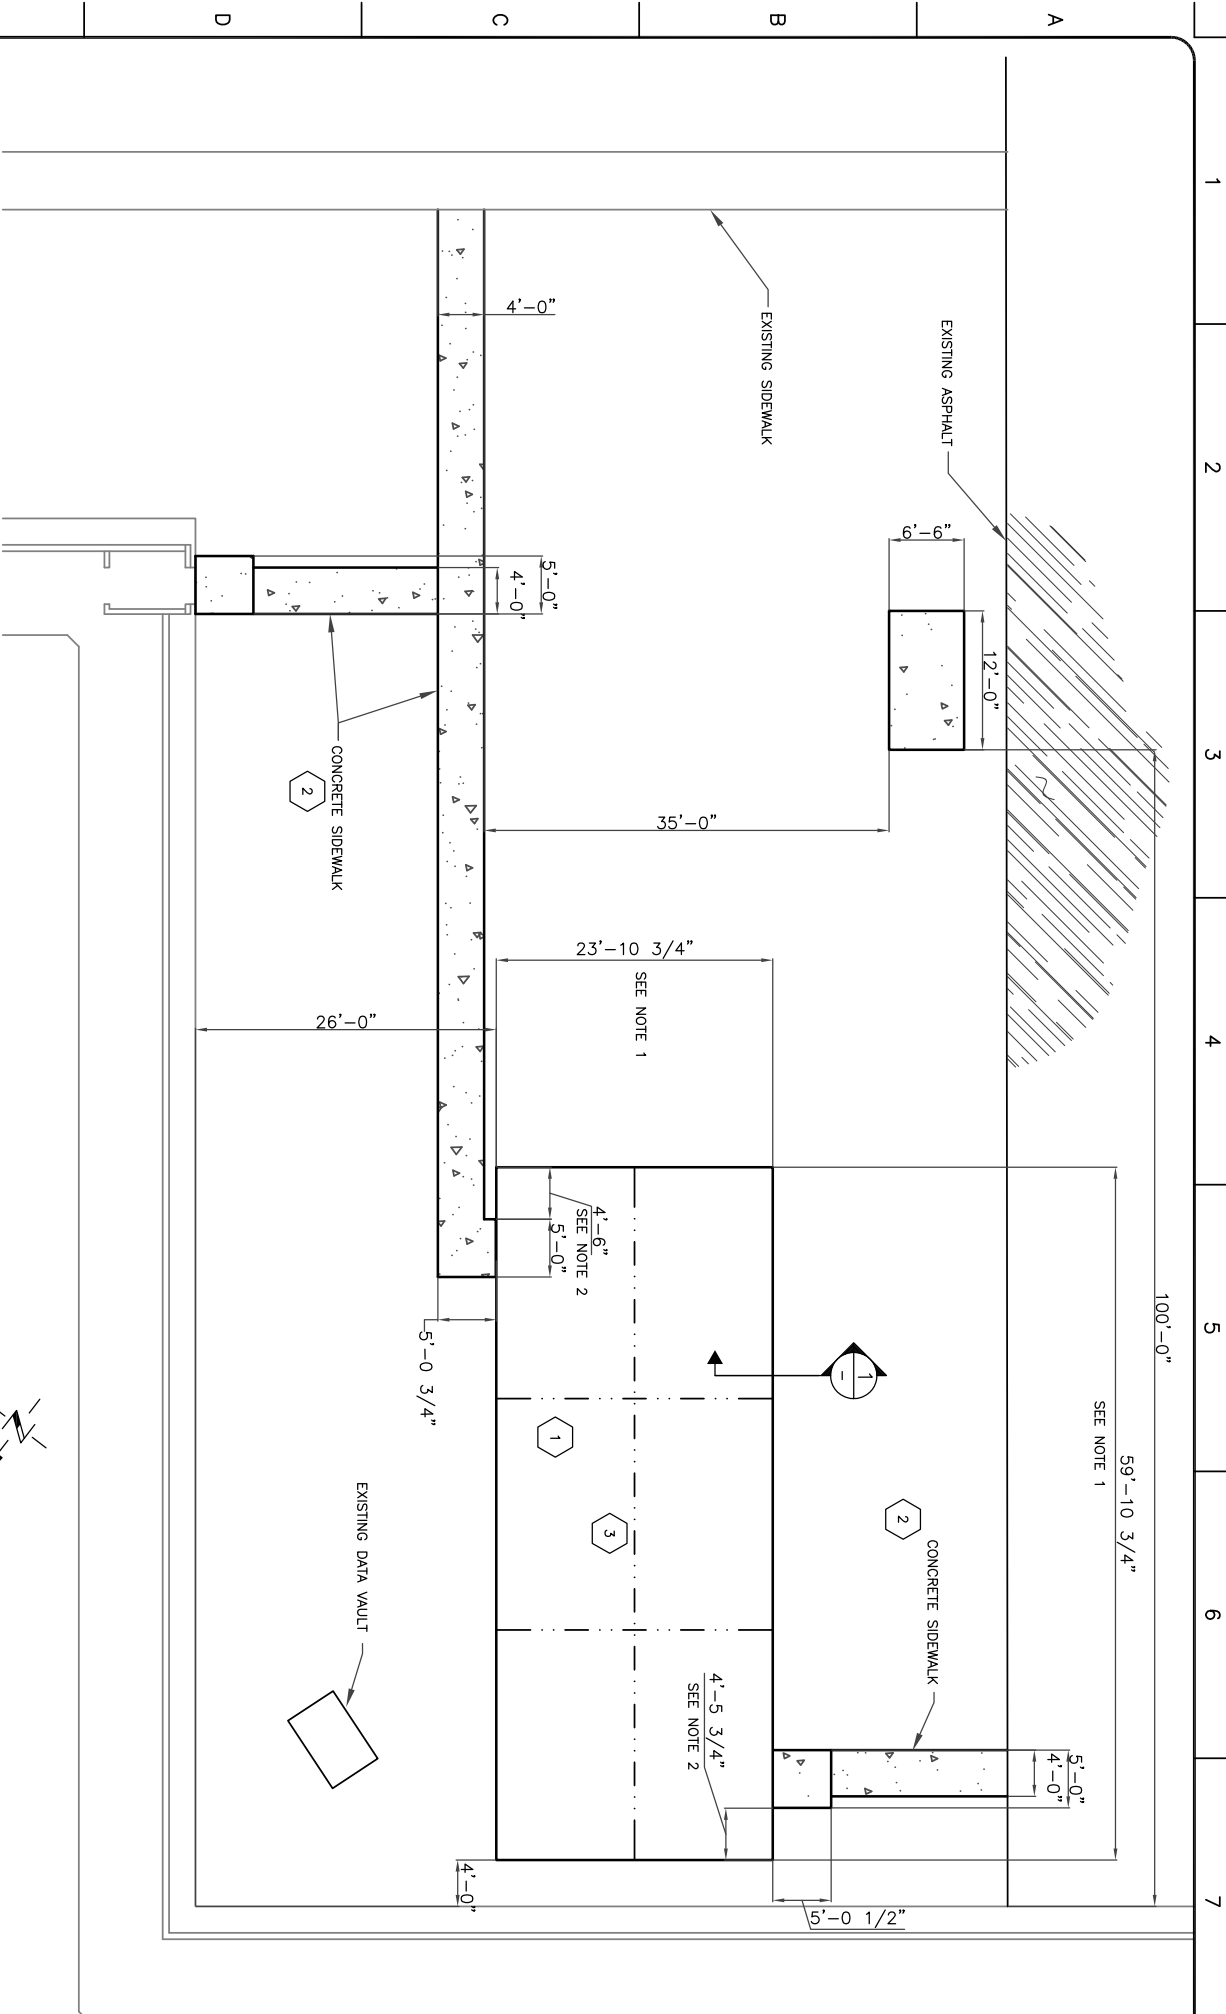 1
2
3
4
5
6
7
A
B
C
D
EXISTING ASPHALT
EXISTING SIDEWALK
6'-6"
12'-0"
4'-0"
5'-0"
4'-0"
35'-0"
CONCRETE SIDEWALK
2
23'-10 3/4"
SEE NOTE 1
26'-0"
100'-0"
59'-10 3/4"
SEE NOTE 1
4'-6"
SEE NOTE 2
5'-0"
5'-0 3/4"
1
-
1
3
2
CONCRETE SIDEWALK
4'-5 3/4"
SEE NOTE 2
5'-0"
4'-0"
5'-0 1/2"
4'-0"
EXISTING DATA VAULT